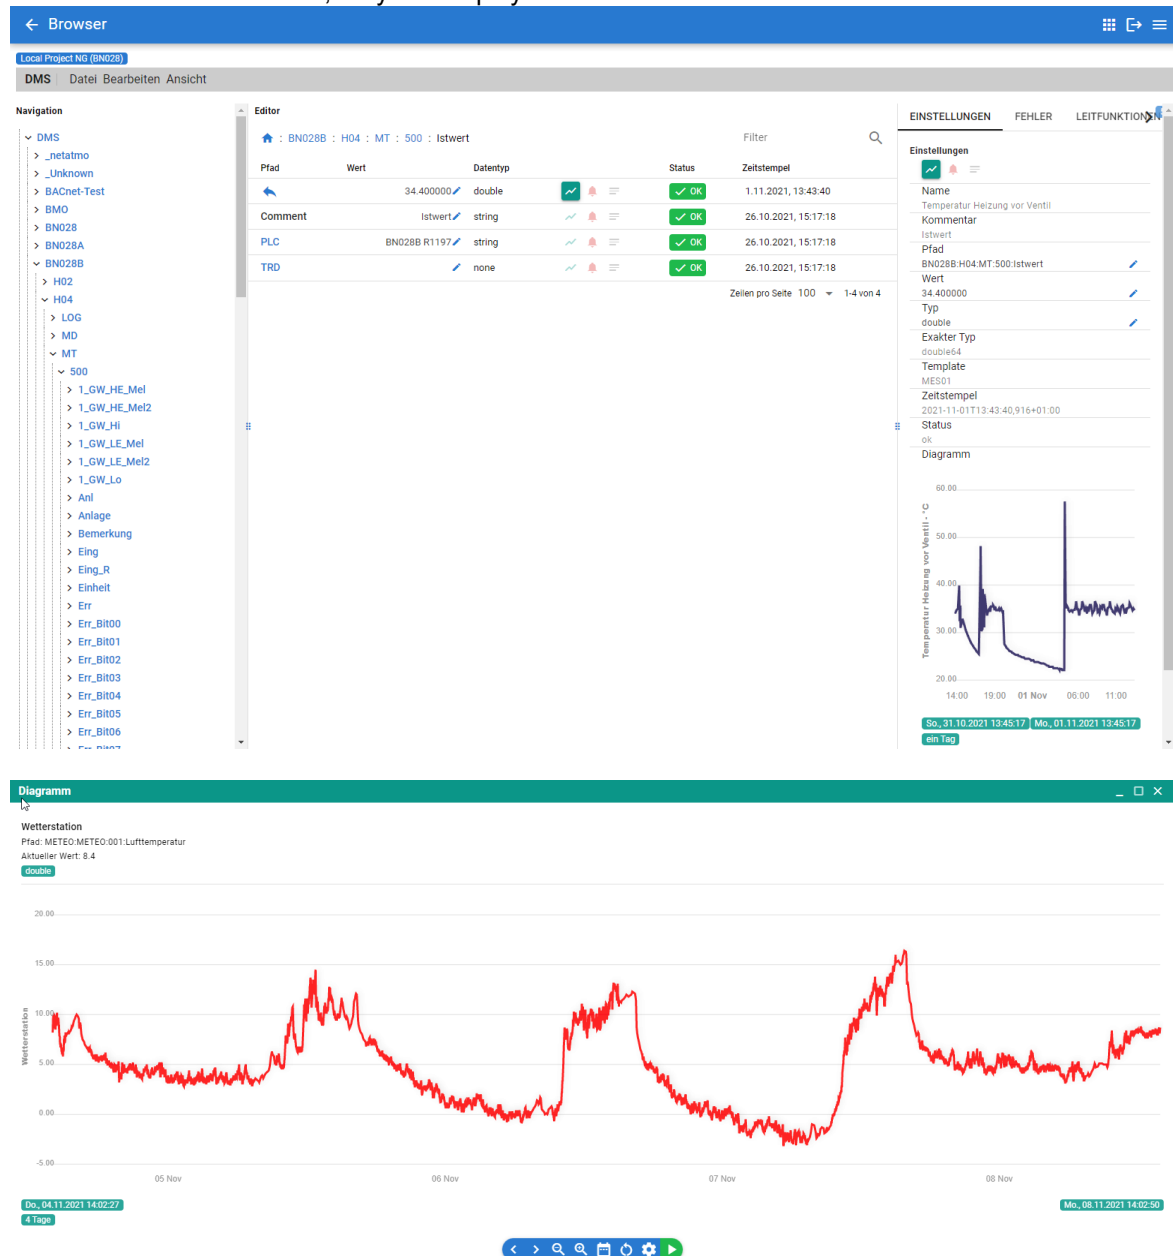 Browser
Local Project NG (BN028)
DMS Datei Bearbeiten Ansicht
Navigation
DMS
_netatmo
_Unknown
BACnet-Test
BMO
BN028
BN028A
BN028B
H02
H04
LOG
MD
MT
500
1_GW_HE_Mel
1_GW_HE_Mel2
1_GW_Hi
1_GW_LE_Mel
1_GW_LE_Mel2
1_GW_Lo
Anl
Anlage
Bemerkung
Eing
Eing_R
Einheit
Err
Err_Bit00
Err_Bit01
Err_Bit02
Err_Bit03
Err_Bit04
Err_Bit05
Err_Bit06
Editor
: BN028B : H04 : MT : 500 : Istwert
Filter
Pfad Wert Datentyp Status Zeitstempel
34.400000 double OK 1.11.2021, 13:43:40
Comment Istwert string OK 26.10.2021, 15:17:18
PLC BN028B R1197 string OK 26.10.2021, 15:17:18
TRD none OK 26.10.2021, 15:17:18
Zeilen pro Seite 100 1-4 von 4
EINSTELLUNGEN FEHLER LEITFUNKTIONEN
Einstellungen
Name
Temperatur Heizung vor Ventil
Kommentar
Istwert
Pfad
BN028B:H04:MT:500:Istwert
Wert
34.400000
Typ
double
Exakter Typ
double64
Template
MES01
Zeitstempel
2021-11-01T13:43:40,916+01:00
Status
ok
Diagramm
Temperatur Heizung vor Ventil - °C
60.00
50.00
40.00
30.00
20.00
14:00 19:00 01 Nov 06:00 11:00
So., 31.10.2021 13:45:17 Mo., 01.11.2021 13:45:17
ein Tag
Diagramm
Wetterstation
Pfad: METEO:METEO:001:Lufttemperatur
Aktueller Wert: 8.4
double
Wetterstation
20.00
15.00
10.00
5.00
0.00
-5.00
05 Nov 06 Nov 07 Nov 08 Nov
Do., 04.11.2021 14:02:27 Mo., 08.11.2021 14:02:50
4 Tage